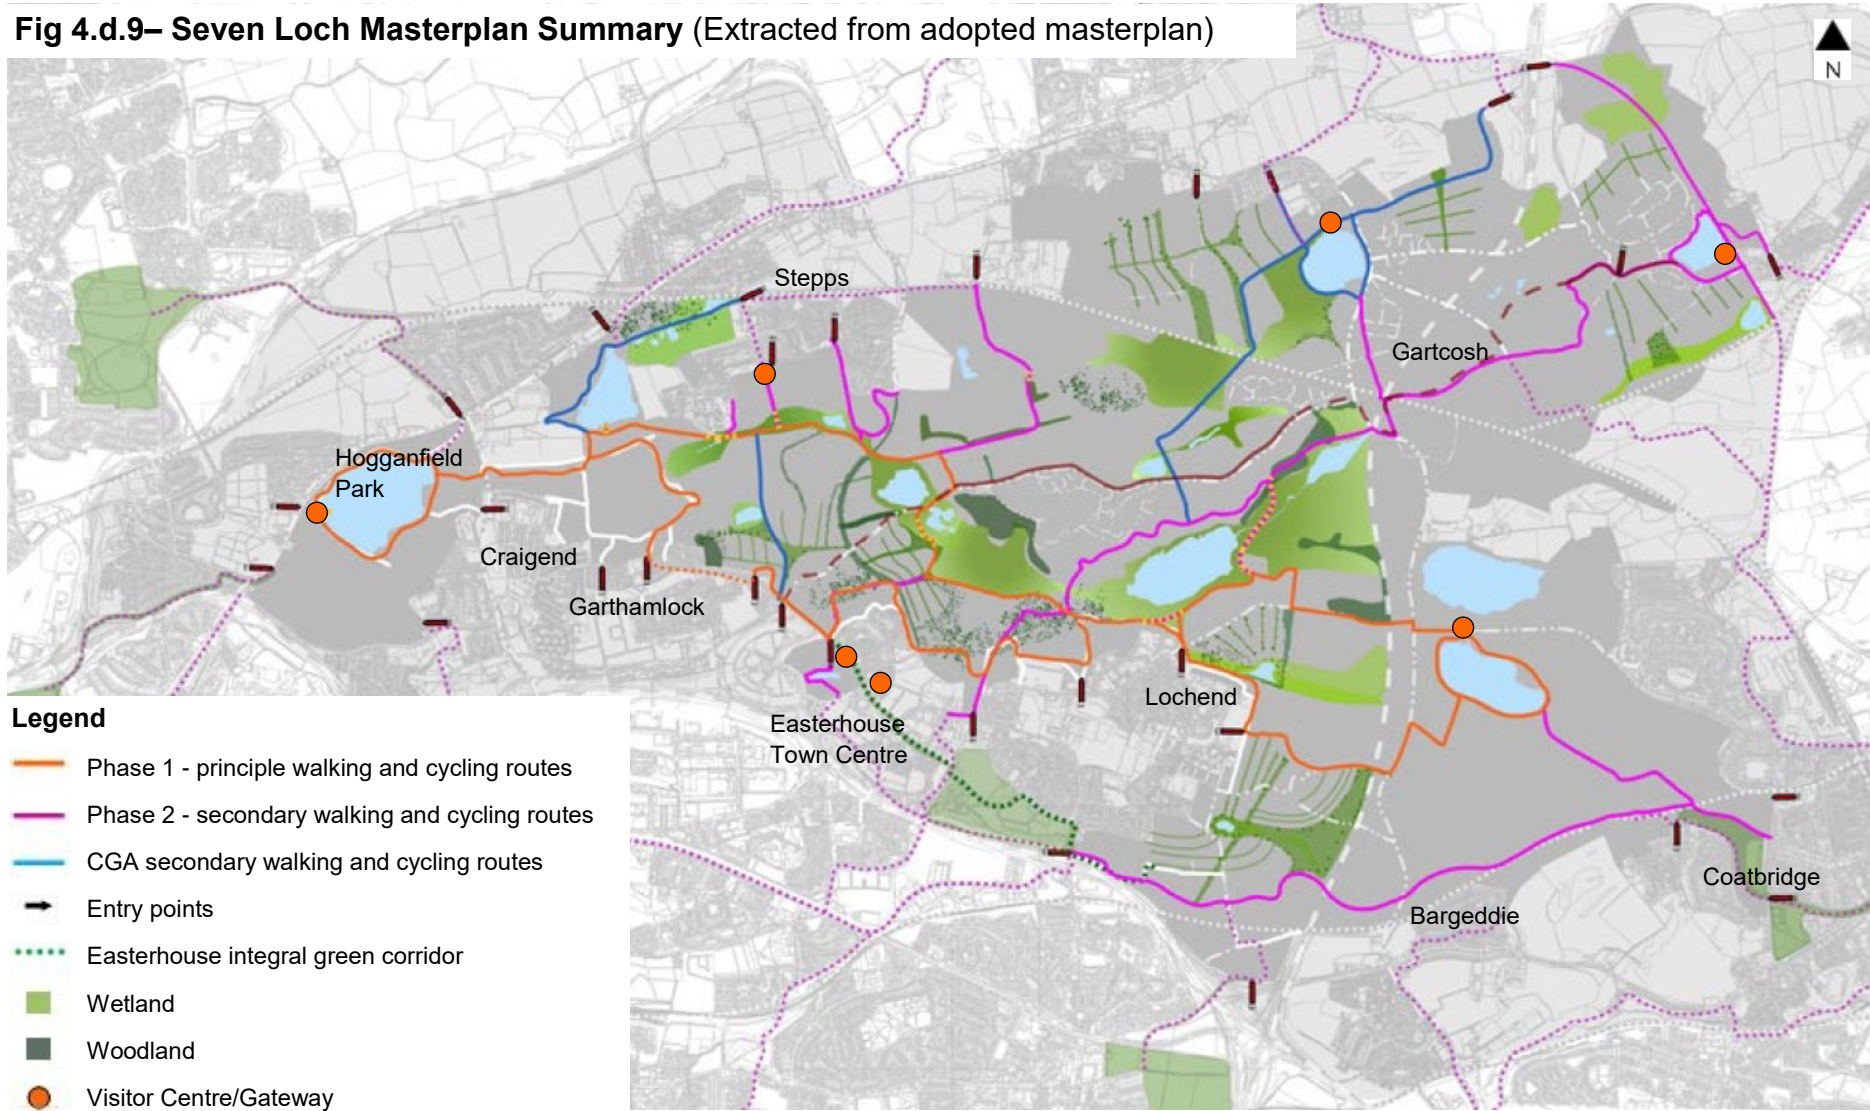 Fig 4.d.9– Seven Loch Masterplan Summary (Extracted from adopted masterplan)
N
Stepps
Gartcosh
Hogganfield
Park
Craigend
Garthamlock
Lochend
Easterhouse
Town Centre
Coatbridge
Bargeddie
Legend
Phase 1 - principle walking and cycling routes
Phase 2 - secondary walking and cycling routes
CGA secondary walking and cycling routes
Entry points
Easterhouse integral green corridor
Wetland
Woodland
Visitor Centre/Gateway